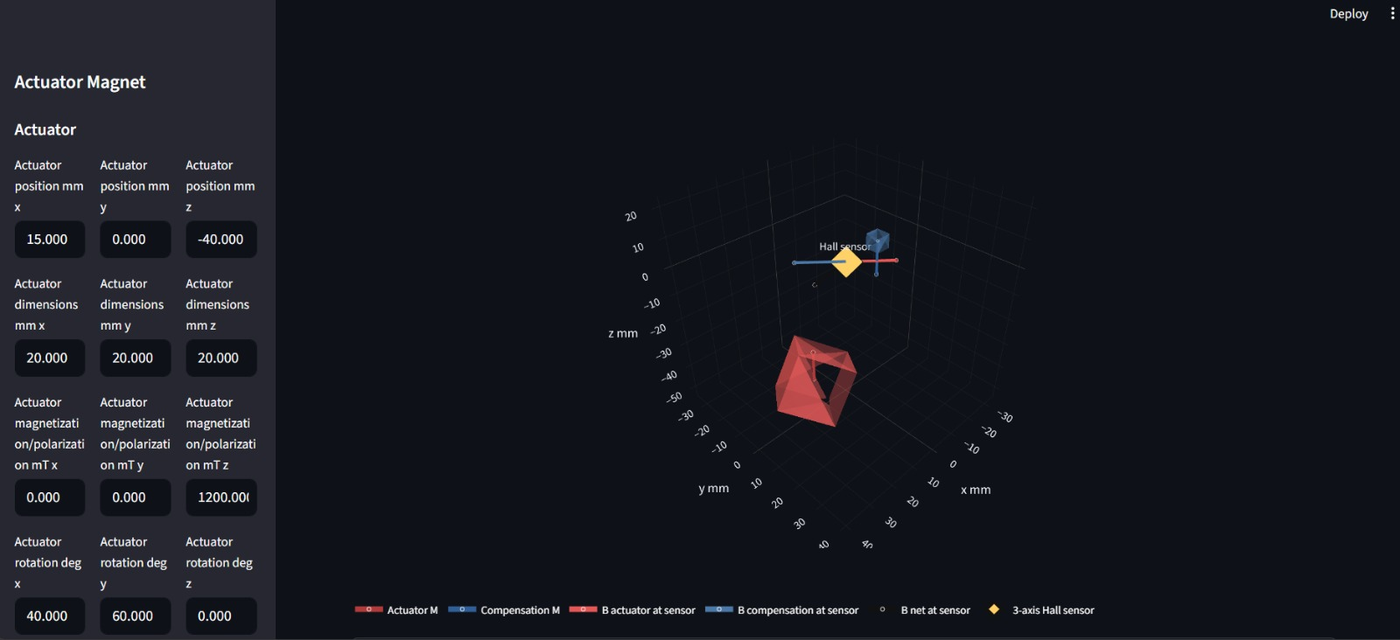 Deploy
Actuator Magnet
Actuator
Actuator position mm x
Actuator position mm y
Actuator position mm z
15.000
0.000
-40.000
Actuator dimensions mm x
Actuator dimensions mm y
Actuator dimensions mm z
20.000
20.000
20.000
Actuator magnetizati on/polarizati on mT x
Actuator magnetizati on/polarizati on mT y
Actuator magnetizati on/polarizati on mT z
0.000
0.000
1200.00
Actuator rotation deg x
Actuator rotation deg y
Actuator rotation deg z
40.000
60.000
0.000
Hall sensor
20
10
0
−10
−20
−30
−40
−50
z mm
−30
−20
−10
0
10
20
30
40
y mm
−30
−20
−10
0
10
20
30
x mm
Actuator M
Compensation M
B actuator at sensor
B compensation at sensor
B net at sensor
3-axis Hall sensor